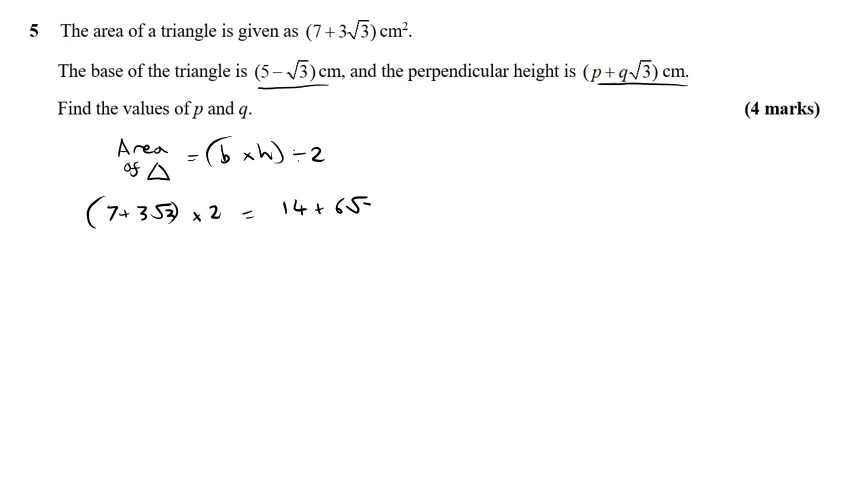 5 The area of a triangle is given as (7 + 3√3) cm².
The base of the triangle is (5 − √3) cm, and the perpendicular height is (p + q√3) cm.
Find the values of p and q. (4 marks)
Area of △ = (b × h) ÷ 2
(7 + 3√3) × 2 = 14 + 6√